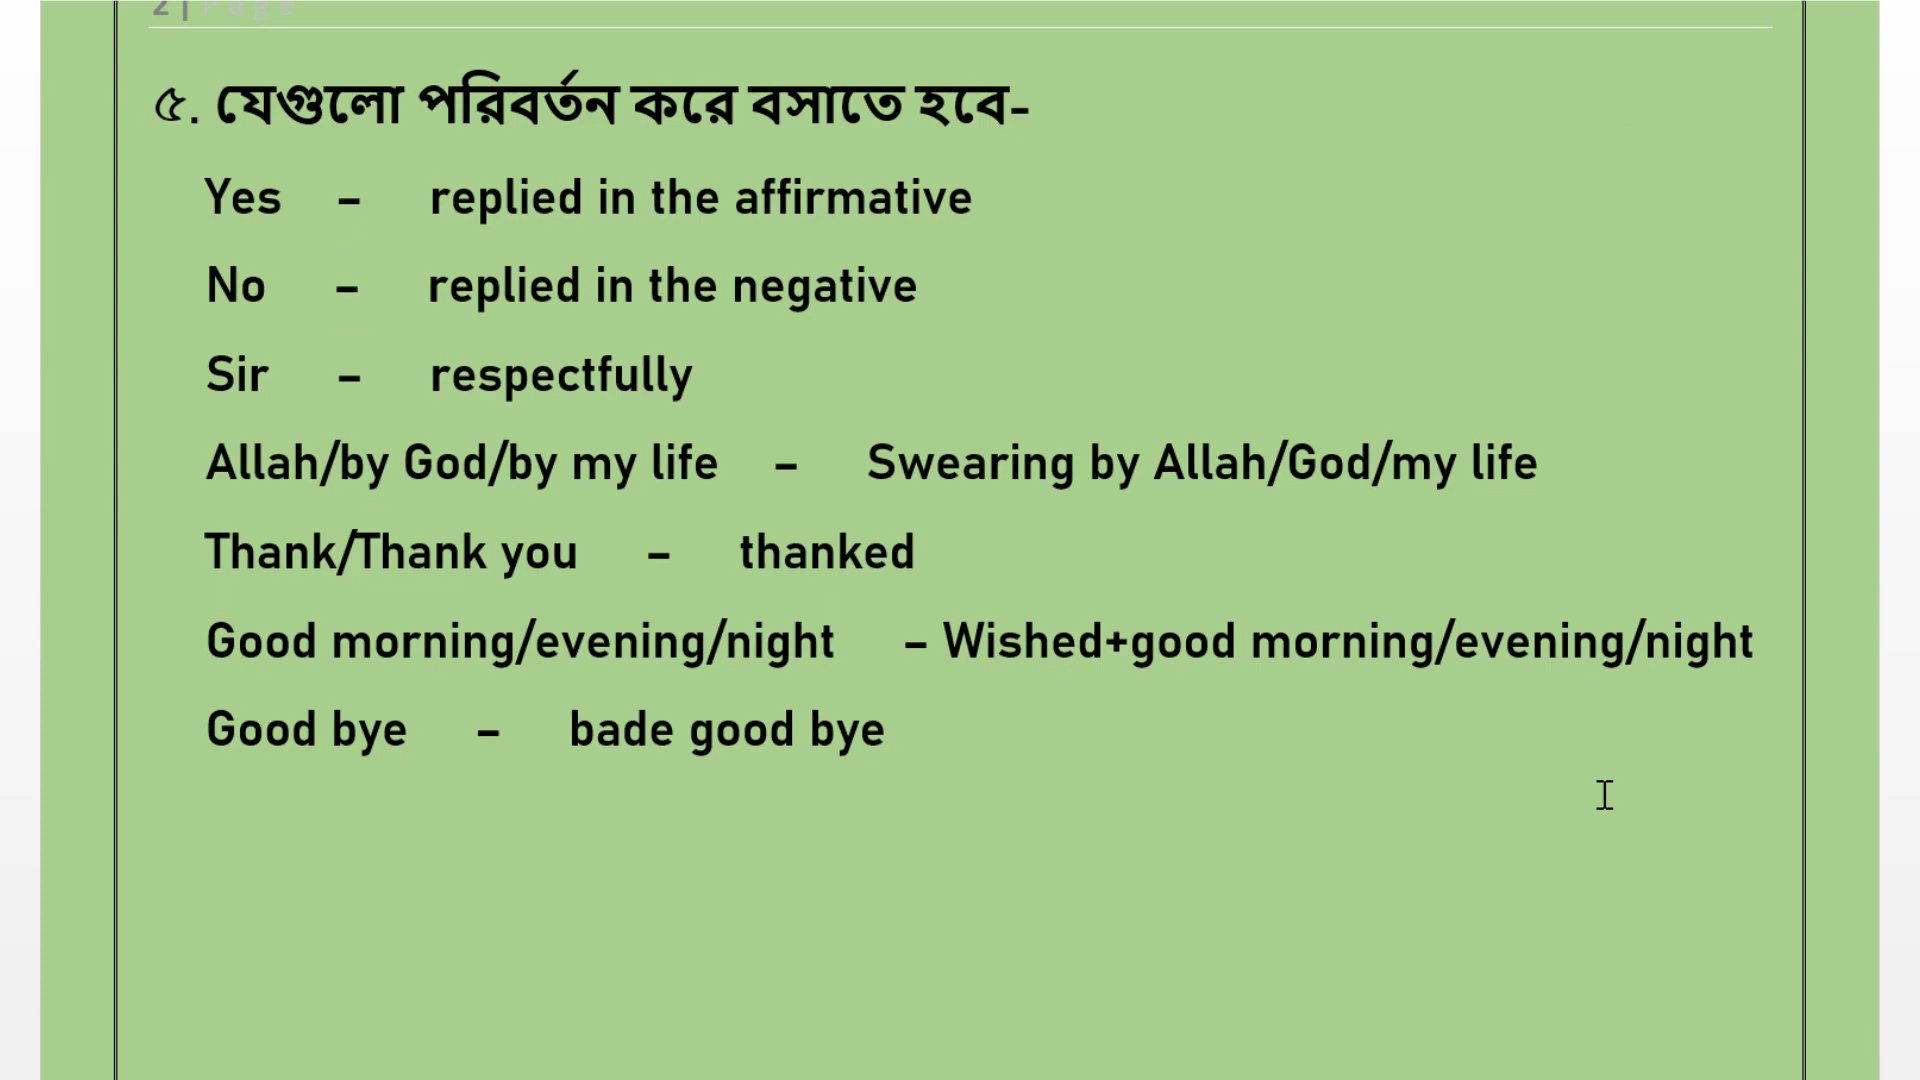 2 | Page
৫. যেগুলো পরিবর্তন করে বসাতে হবে-
Yes – replied in the affirmative
No – replied in the negative
Sir – respectfully
Allah/by God/by my life – Swearing by Allah/God/my life
Thank/Thank you – thanked
Good morning/evening/night – Wished+good morning/evening/night
Good bye – bade good bye